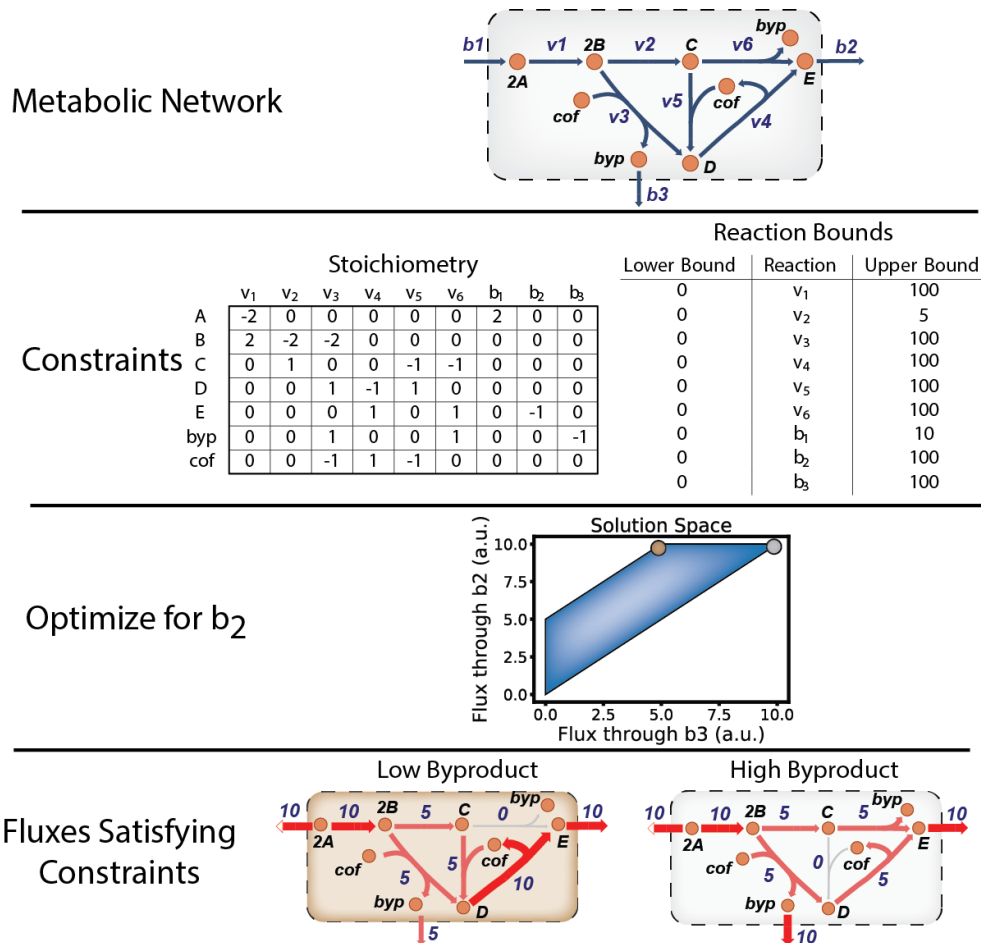 Metabolic Network
b1 v1 2B v2 C v6 byp b2
2A E
cof v3 v5 cof v4
byp D
b3
Constraints
Stoichiometry
v1 v2 v3 v4 v5 v6 b1 b2 b3
A -2 0 0 0 0 0 2 0 0
B 2 -2 -2 0 0 0 0 0 0
C 0 1 0 0 -1 -1 0 0 0
D 0 0 1 -1 1 0 0 0 0
E 0 0 0 1 0 1 0 -1 0
byp 0 0 1 0 0 1 0 0 -1
cof 0 0 -1 1 -1 0 0 0 0
Reaction Bounds
Lower Bound Reaction Upper Bound
0 v1 100
0 v2 5
0 v3 100
0 v4 100
0 v5 100
0 v6 100
0 b1 10
0 b2 100
0 b3 100
Optimize for b2
Solution Space
Flux through b2 (a.u.)
10.0
7.5
5.0
2.5
0.0
0.0 2.5 5.0 7.5 10.0
Flux through b3 (a.u.)
Fluxes Satisfying
Constraints
Low Byproduct
10 10 2B 5 C 0 byp 10
2A E
cof 5 5 cof 10
byp D
5
High Byproduct
10 10 2B 5 C 5 byp 10
2A E
cof 5 0 cof 5
byp D
10